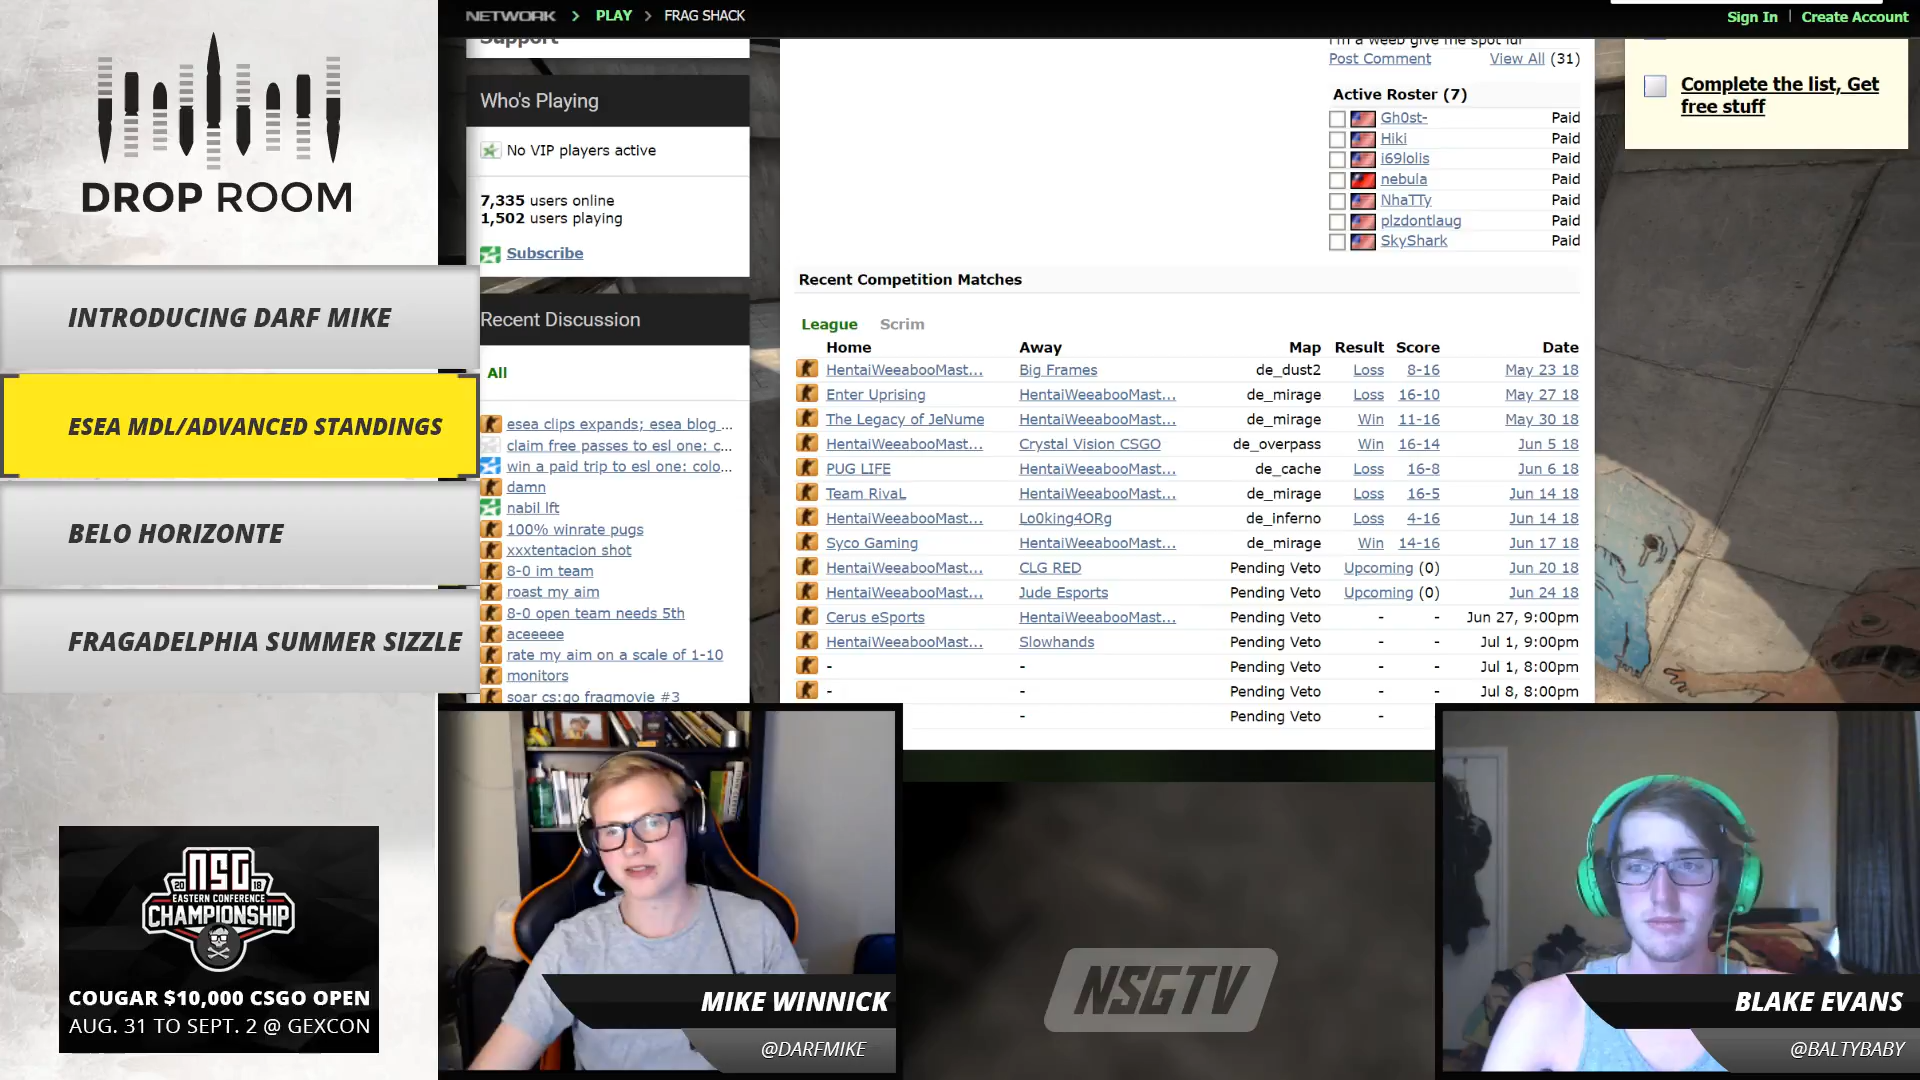 DROP ROOM
INTRODUCING DARF MIKE
ESEA MDL/ADVANCED STANDINGS
BELO HORIZONTE
FRAGADELPHIA SUMMER SIZZLE
NSG
2018
EASTERN CONFERENCE
CHAMPIONSHIP
COUGAR $10,000 CSGO OPEN
AUG. 31 TO SEPT. 2 @ GEXCON
NETWORK > PLAY > FRAG SHACK
Sign In | Create Account
Support
Who's Playing
No VIP players active
7,335 users online
1,502 users playing
Subscribe
Recent Discussion
All
esea clips expands; esea blog ...
claim free passes to esl one: c...
win a paid trip to esl one: colo...
damn
nabil lft
100% winrate pugs
xxxtentacion shot
8-0 im team
roast my aim
8-0 open team needs 5th
aceeeee
rate my aim on a scale of 1-10
monitors
soar cs:go fragmovie #3
I'm a weeb give me spot lul
Post Comment View All (31)
Active Roster (7)
Gh0st- Paid
Hiki Paid
i69lolis Paid
nebula Paid
NhaTTy Paid
plzdontlaug Paid
SkyShark Paid
Complete the list, Get
free stuff
Recent Competition Matches
League Scrim
Home Away Map Result Score Date
HentaiWeeabooMast... Big Frames de_dust2 Loss 8-16 May 23 18
Enter Uprising HentaiWeeabooMast... de_mirage Loss 16-10 May 27 18
The Legacy of JeNume HentaiWeeabooMast... de_mirage Win 11-16 May 30 18
HentaiWeeabooMast... Crystal Vision CSGO de_overpass Win 16-14 Jun 5 18
PUG LIFE HentaiWeeabooMast... de_cache Loss 16-8 Jun 6 18
Team RivaL HentaiWeeabooMast... de_mirage Loss 16-5 Jun 14 18
HentaiWeeabooMast... Lo0king4ORg de_inferno Loss 4-16 Jun 14 18
Syco Gaming HentaiWeeabooMast... de_mirage Win 14-16 Jun 17 18
HentaiWeeabooMast... CLG RED Pending Veto Upcoming (0) Jun 20 18
HentaiWeeabooMast... Jude Esports Pending Veto Upcoming (0) Jun 24 18
Cerus eSports HentaiWeeabooMast... Pending Veto - - Jun 27, 9:00pm
HentaiWeeabooMast... Slowhands Pending Veto - - Jul 1, 9:00pm
- - Pending Veto - - Jul 1, 8:00pm
- - Pending Veto - - Jul 8, 8:00pm
- Pending Veto -
MIKE WINNICK
@DARFMIKE
NSGTV
BLAKE EVANS
@BALTYBABY